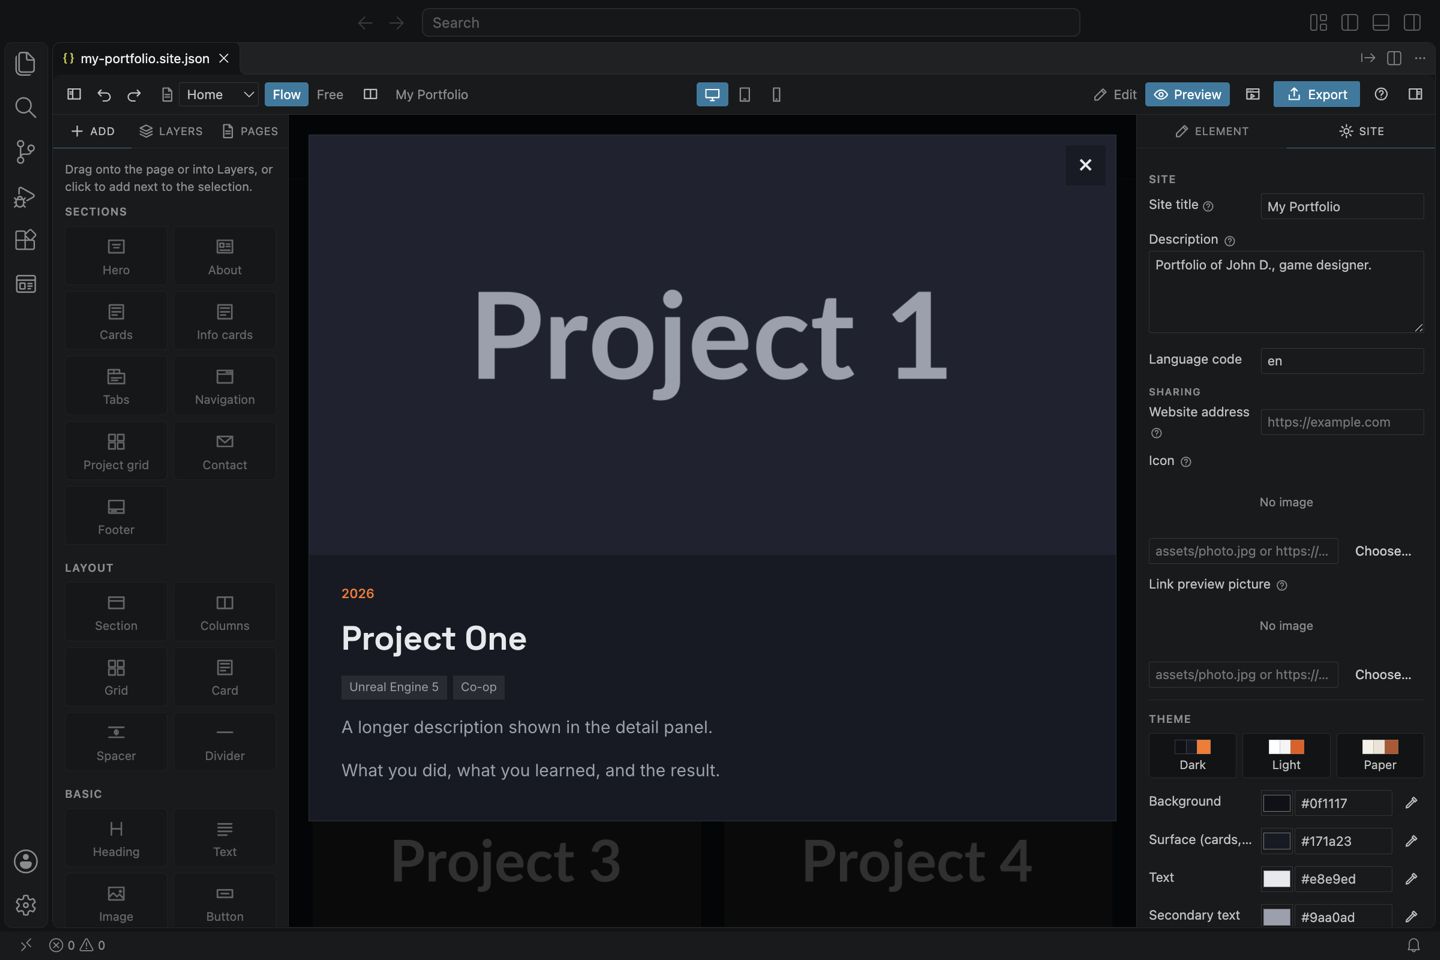 Search
{} my-portfolio.site.json
Home
Flow
Free
My Portfolio
Edit
Preview
Export
ADD
LAYERS
PAGES
Drag onto the page or into Layers, or
click to add next to the selection.
SECTIONS
Hero
About
Cards
Info cards
Tabs
Navigation
Project grid
Contact
Footer
LAYOUT
Section
Columns
Grid
Card
Spacer
Divider
BASIC
Heading
Text
Image
Button
Project 1
2026
Project One
Unreal Engine 5
Co-op
A longer description shown in the detail panel.
What you did, what you learned, and the result.
Project 3
Project 4
ELEMENT
SITE
SITE
Site title
My Portfolio
Description
Portfolio of John D., game designer.
Language code
en
SHARING
Website address
https://example.com
Icon
No image
assets/photo.jpg or https://...
Choose...
Link preview picture
No image
assets/photo.jpg or https://...
Choose...
THEME
Dark
Light
Paper
Background
#0f1117
Surface (cards,...
#171a23
Text
#e8e9ed
Secondary text
#9aa0ad
0
0